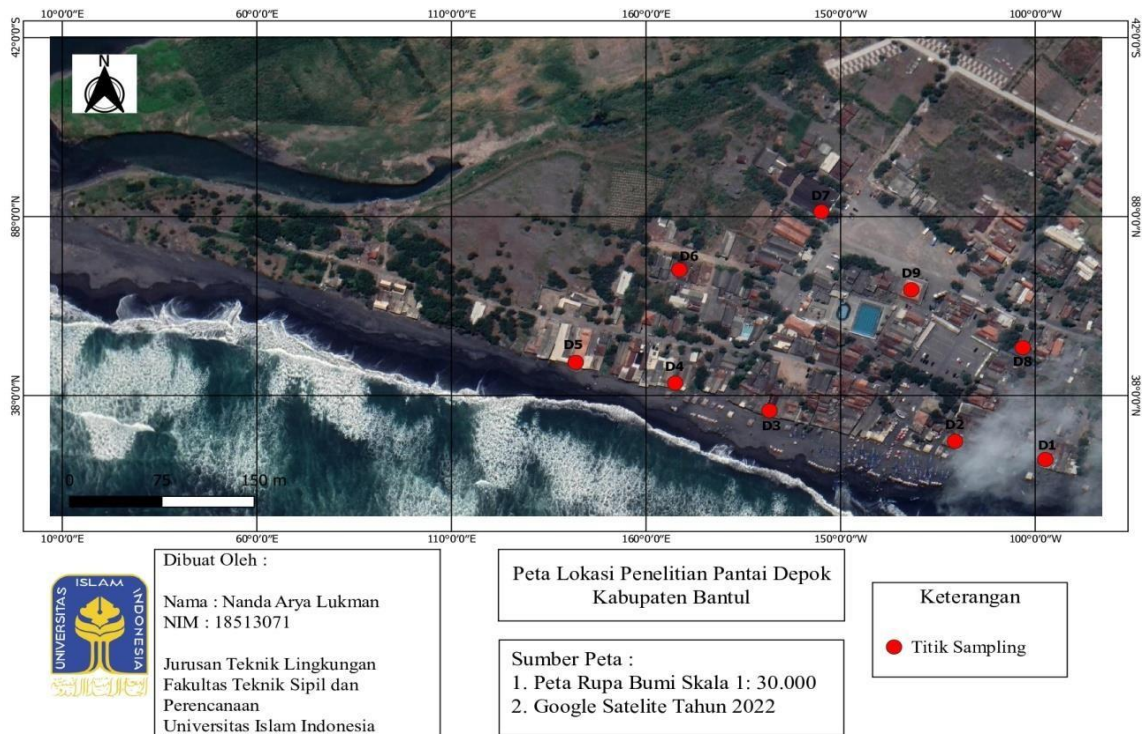 10°0'0"E 60°0'0"E 110°0'0"E 160°0'0"E 150°0'0"W 100°0'0"W
42°0'0"S 42°0'0"S
N
D7
88°0'0"N 88°0'0"N
D6
D9
D5
D4
D8
38°0'0"N 38°0'0"N
D3
D2
D1
0 75 150 m
10°0'0"E 60°0'0"E 110°0'0"E 160°0'0"E 150°0'0"W 100°0'0"W
UNIVERSITAS ISLAM INDONESIA
Dibuat Oleh :
Nama : Nanda Arya Lukman
NIM : 18513071
Jurusan Teknik Lingkungan
Fakultas Teknik Sipil dan
Perencanaan
Universitas Islam Indonesia
Peta Lokasi Penelitian Pantai Depok
Kabupaten Bantul
Sumber Peta :
1. Peta Rupa Bumi Skala 1: 30.000
2. Google Satelite Tahun 2022
Keterangan
Titik Sampling